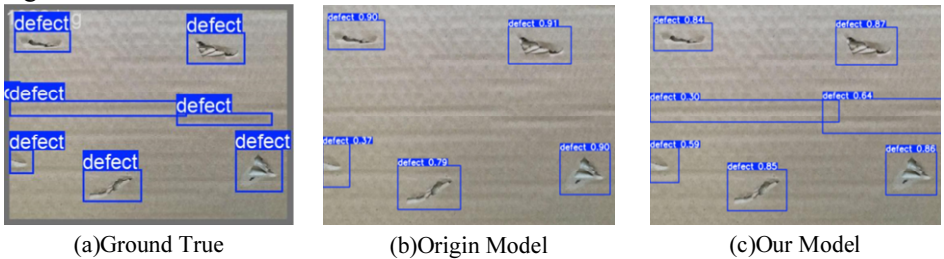 defect
defect
defect
defect
defect
defect
defect
(a)Ground True
defect 0.90
defect 0.91
defect 0.37
defect 0.79
defect 0.90
(b)Origin Model
defect 0.84
defect 0.87
defect 0.30
defect 0.64
defect 0.59
defect 0.85
defect 0.86
(c)Our Model